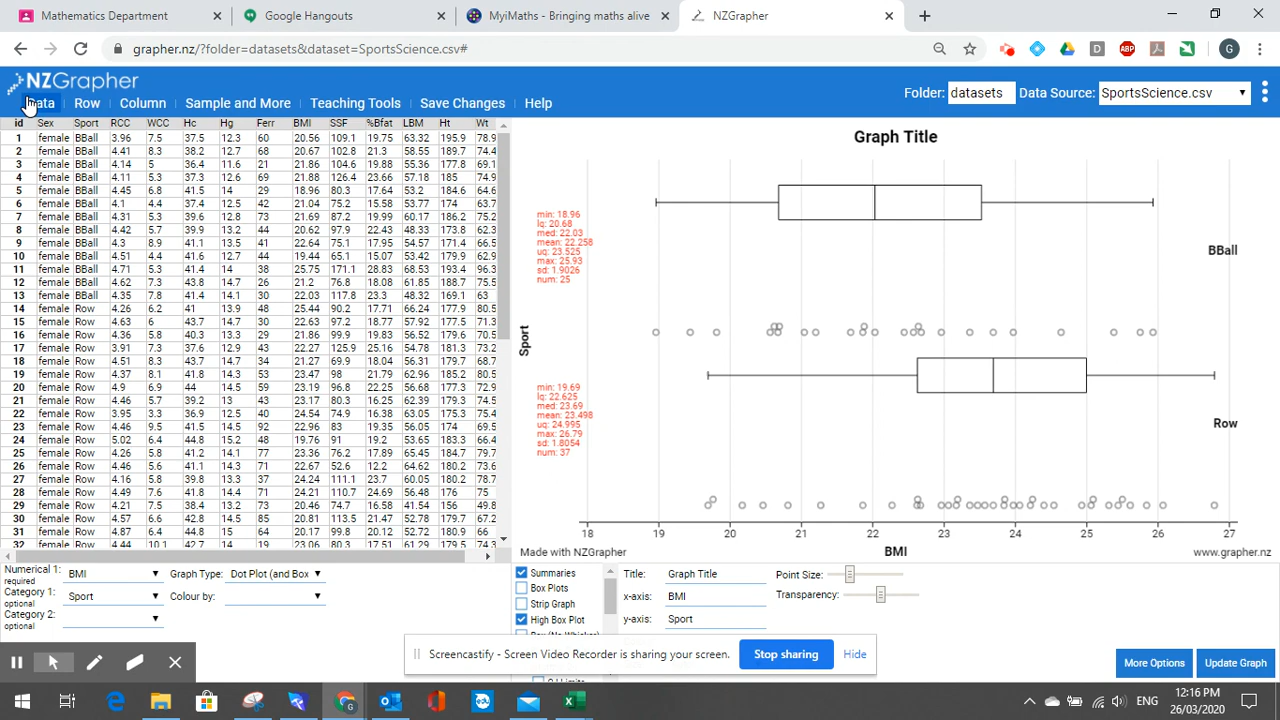 Mathematics Department
Google Hangouts
MyiMaths - Bringing maths alive
NZGrapher
grapher.nz/?folder=datasets&dataset=SportsScience.csv#
G
ABP
NZGrapher
Row Column Sample and More Teaching Tools Save Changes Help
Folder: datasets Data Source: SportsScience.csv
id Sex Sport RCC WCC Hc Hg Ferr BMI SSF %Bfat LBM Ht Wt
1 female BBall 3.96 7.5 37.5 12.3 60 20.56 109.1 19.75 63.32 195.9 78.9
2 female BBall 4.41 8.3 38.2 12.7 68 20.67 102.8 21.3 58.55 189.7 74.4
3 female BBall 4.14 5 36.4 11.6 21 21.86 104.6 19.88 55.36 177.8 69.1
4 female BBall 4.11 5.3 37.3 12.6 69 21.88 126.4 23.66 57.18 185 74.9
5 female BBall 4.45 6.8 41.5 14 29 18.96 80.3 17.64 53.2 184.6 64.6
6 female BBall 4.1 4.4 37.4 12.5 42 21.04 75.2 15.58 53.77 174 63.7
7 female BBall 4.31 5.3 39.6 12.8 73 21.69 87.2 19.99 60.17 186.2 75.2
8 female BBall 4.42 5.7 39.9 13.2 44 20.62 97.9 22.43 48.33 173.8 62.3
9 female BBall 4.3 8.9 41.1 13.5 41 22.64 75.1 17.95 54.57 171.4 66.5
10 female BBall 4.51 4.4 41.6 12.7 44 19.44 65.1 15.07 53.42 179.9 62.9
11 female BBall 4.71 5.3 41.4 14 38 25.75 171.1 28.83 68.53 193.4 96.3
12 female BBall 4.62 7.3 43.8 14.7 26 21.2 76.8 18.08 61.85 188.7 75.5
13 female BBall 4.35 7.8 41.4 14.1 30 22.03 117.8 23.3 48.32 169.1 63
14 female Row 4.26 6.2 41 13.9 48 25.44 90.2 17.71 66.24 177.9 80.5
15 female Row 4.63 6 43.7 14.7 30 22.63 97.2 18.77 57.92 177.5 71.3
16 female Row 4.36 5.8 40.3 13.3 29 21.86 99.9 19.83 56.52 179.6 70.5
17 female Row 3.91 7.3 37.6 12.9 43 22.27 125.9 25.16 54.78 181.3 73.2
18 female Row 4.51 8.3 43.7 14.7 34 21.27 69.9 18.04 56.31 179.7 68.7
19 female Row 4.37 8.1 41.8 14.3 53 23.47 98 21.79 62.96 185.1 80.5
20 female Row 4.9 6.9 44 14.5 59 23.19 96.8 22.25 56.68 177.3 72.9
21 female Row 4.46 5.7 39.2 13 43 23.17 80.3 16.25 62.39 179.3 74.5
22 female Row 3.95 3.3 36.9 12.5 40 24.54 74.9 16.38 63.05 175.3 75.4
23 female Row 4.46 9.5 41.5 14.5 92 22.96 83 19.35 56.05 174 69.5
24 female Row 5.02 6.4 44.8 15.2 48 19.76 91 19.2 53.65 183.3 66.4
25 female Row 4.28 5.8 41.2 14.1 77 23.36 76.2 17.89 65.45 184.7 79.7
26 female Row 4.46 5.6 41.1 14.3 71 22.67 52.6 12.2 64.62 180.2 73.6
27 female Row 4.16 5.8 39.8 13.3 37 24.24 111.1 23.7 60.05 180.2 78.7
28 female Row 4.49 7.6 41.8 14.4 71 24.21 110.7 24.69 56.48 176 75
29 female Row 4.21 7.5 38.4 13.2 73 20.46 74.7 16.58 41.54 156 49.8
30 female Row 4.57 6.6 42.8 14.5 85 20.81 113.5 21.47 52.78 179.7 67.2
31 female Row 4.87 6.4 44.8 15 64 20.17 99.8 20.12 52.72 180.9 66
32 female Row 4.44 10.1 42.7 14 19 23.06 80.3 17.51 61.29 179.5 74.3
Graph Title
min: 18.96
lq: 20.68
med: 22.03
mean: 22.258
uq: 23.525
max: 25.93
sd: 1.9026
num: 25
BBall
Sport
min: 19.69
lq: 22.625
med: 23.69
mean: 23.498
uq: 24.995
max: 26.79
sd: 1.8054
num: 37
Row
18 19 20 21 22 23 24 25 26 27
Made with NZGrapher BMI www.grapher.nz
Numerical 1: required BMI
Graph Type: Dot Plot (and Box
Category 1: optional Sport
Colour by:
Category 2: optional
Summaries
Box Plots
Strip Graph
High Box Plot
Title: Graph Title
x-axis: BMI
y-axis: Sport
Point Size:
Transparency:
Screencastify - Screen Video Recorder is sharing your screen. Stop sharing Hide
More Options Update Graph
ENG
12:16 PM
26/03/2020